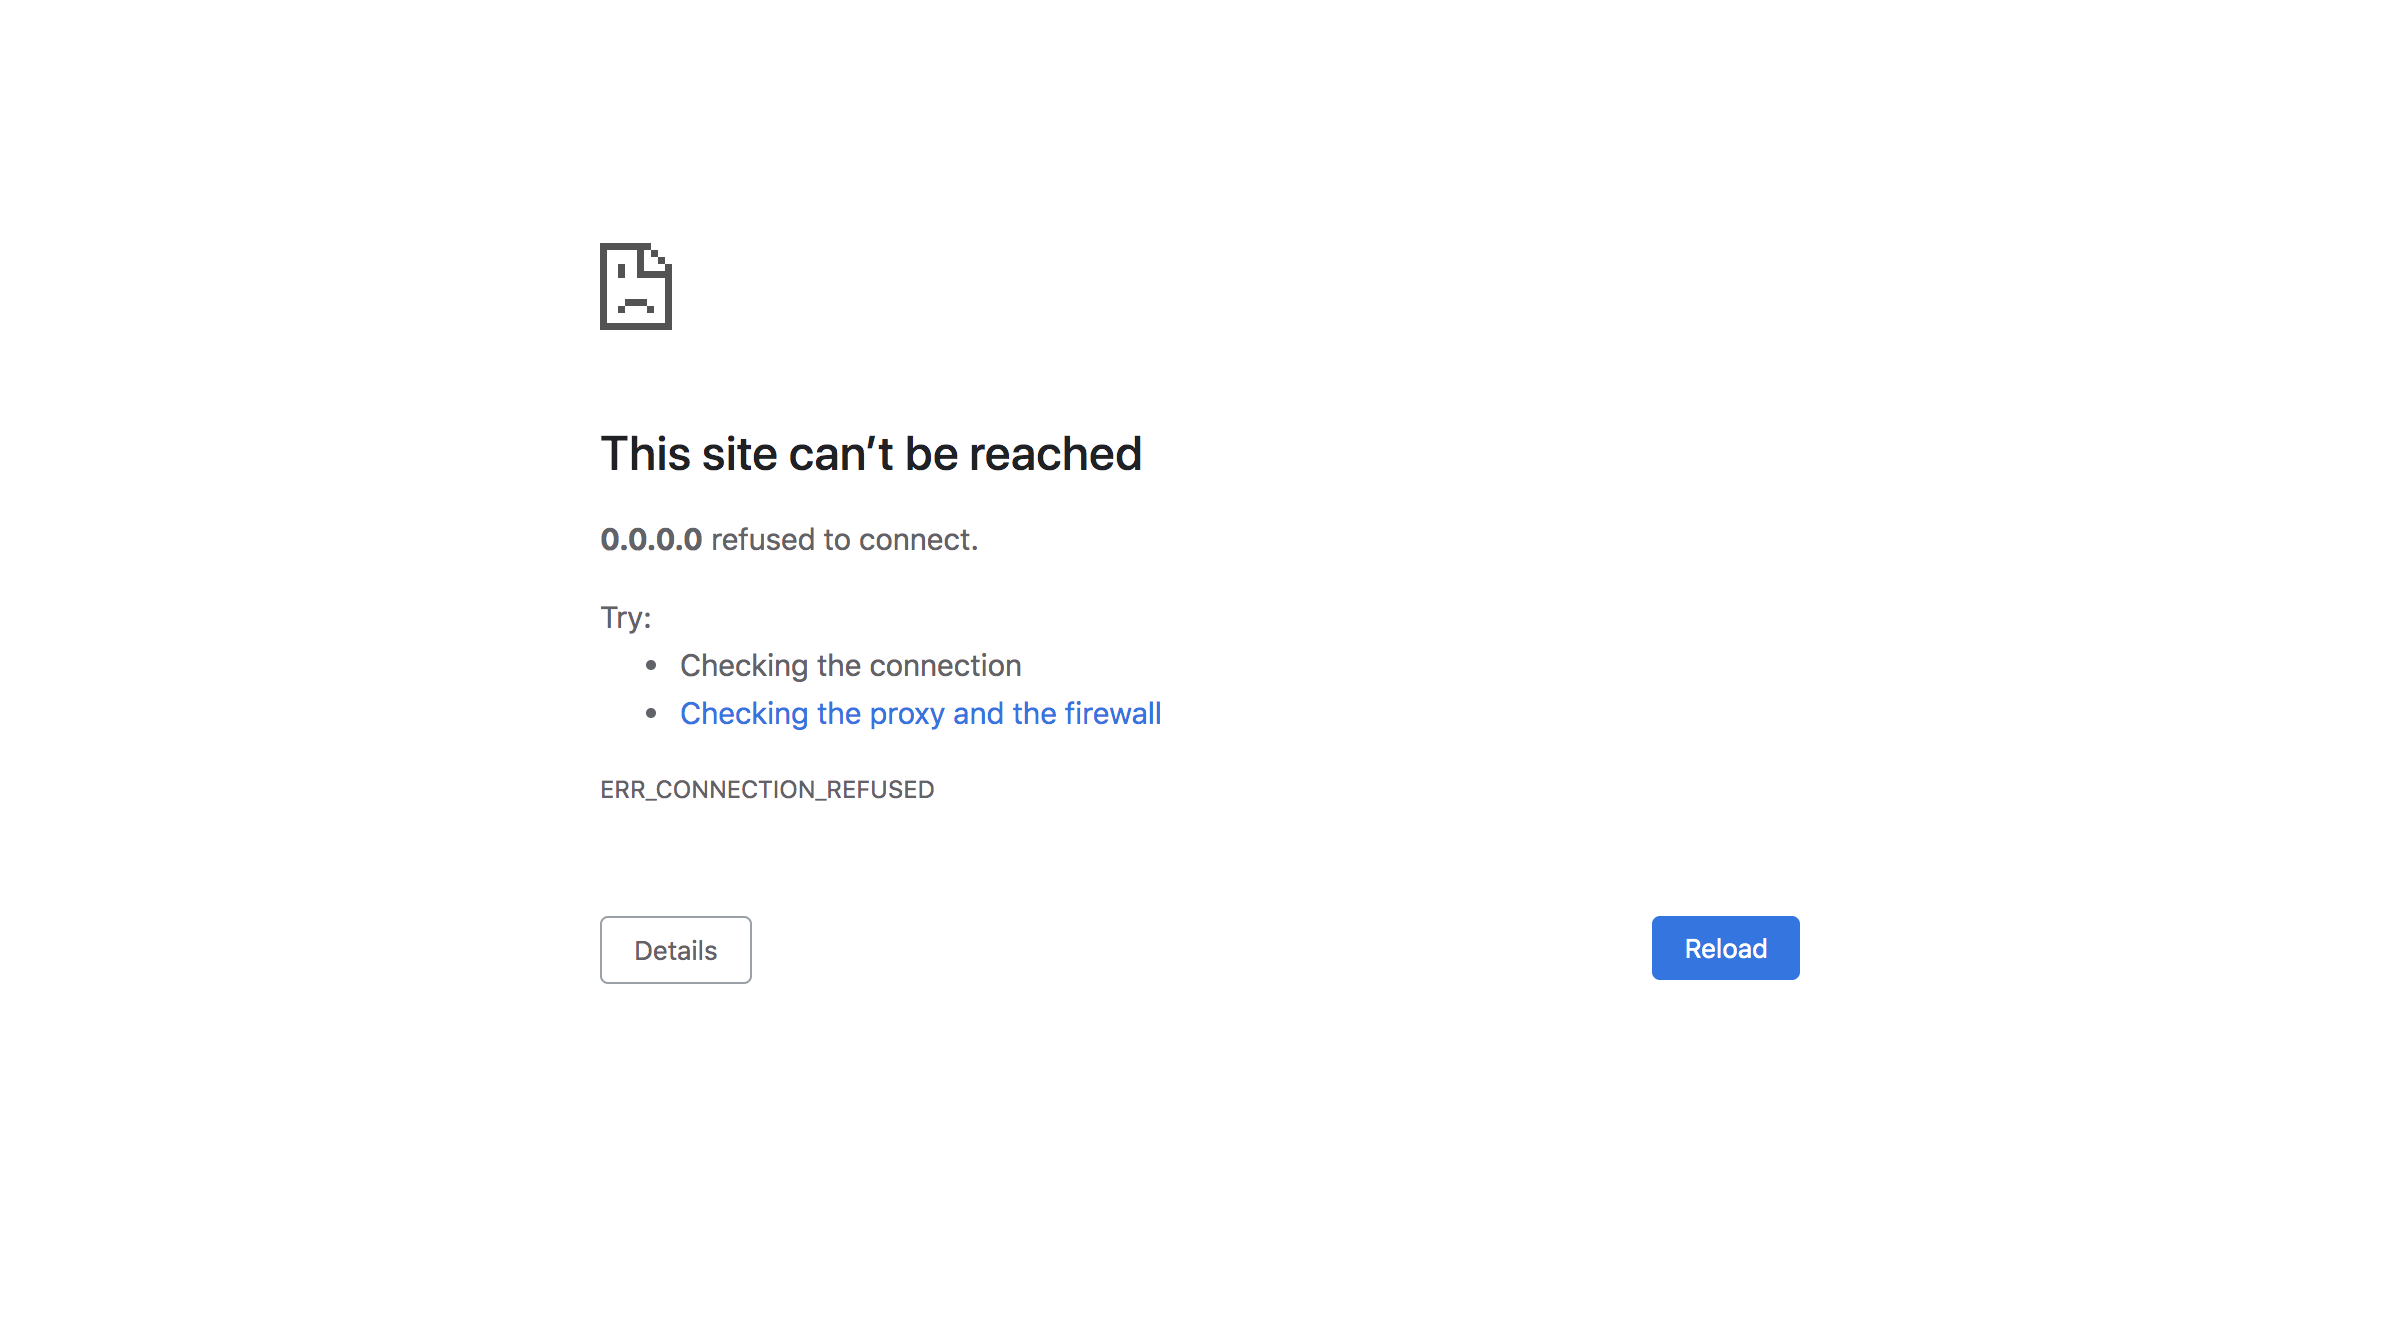 This site can’t be reached
0.0.0.0 refused to connect.
Try:
• Checking the connection
• Checking the proxy and the firewall
ERR_CONNECTION_REFUSED
Details
Reload